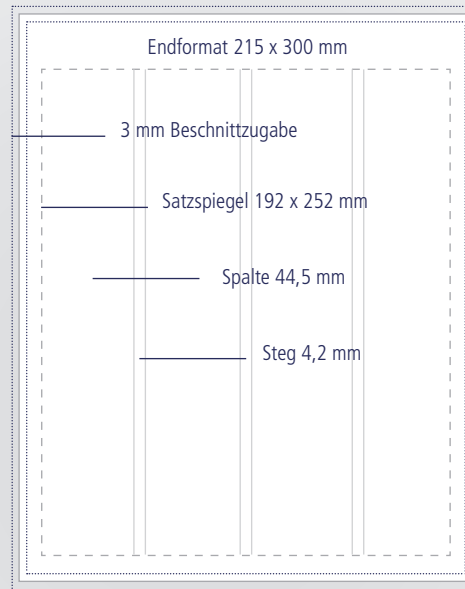 Endformat 215 x 300 mm
3 mm Beschnittzugabe
Satzspiegel 192 x 252 mm
Spalte 44,5 mm
Steg 4,2 mm